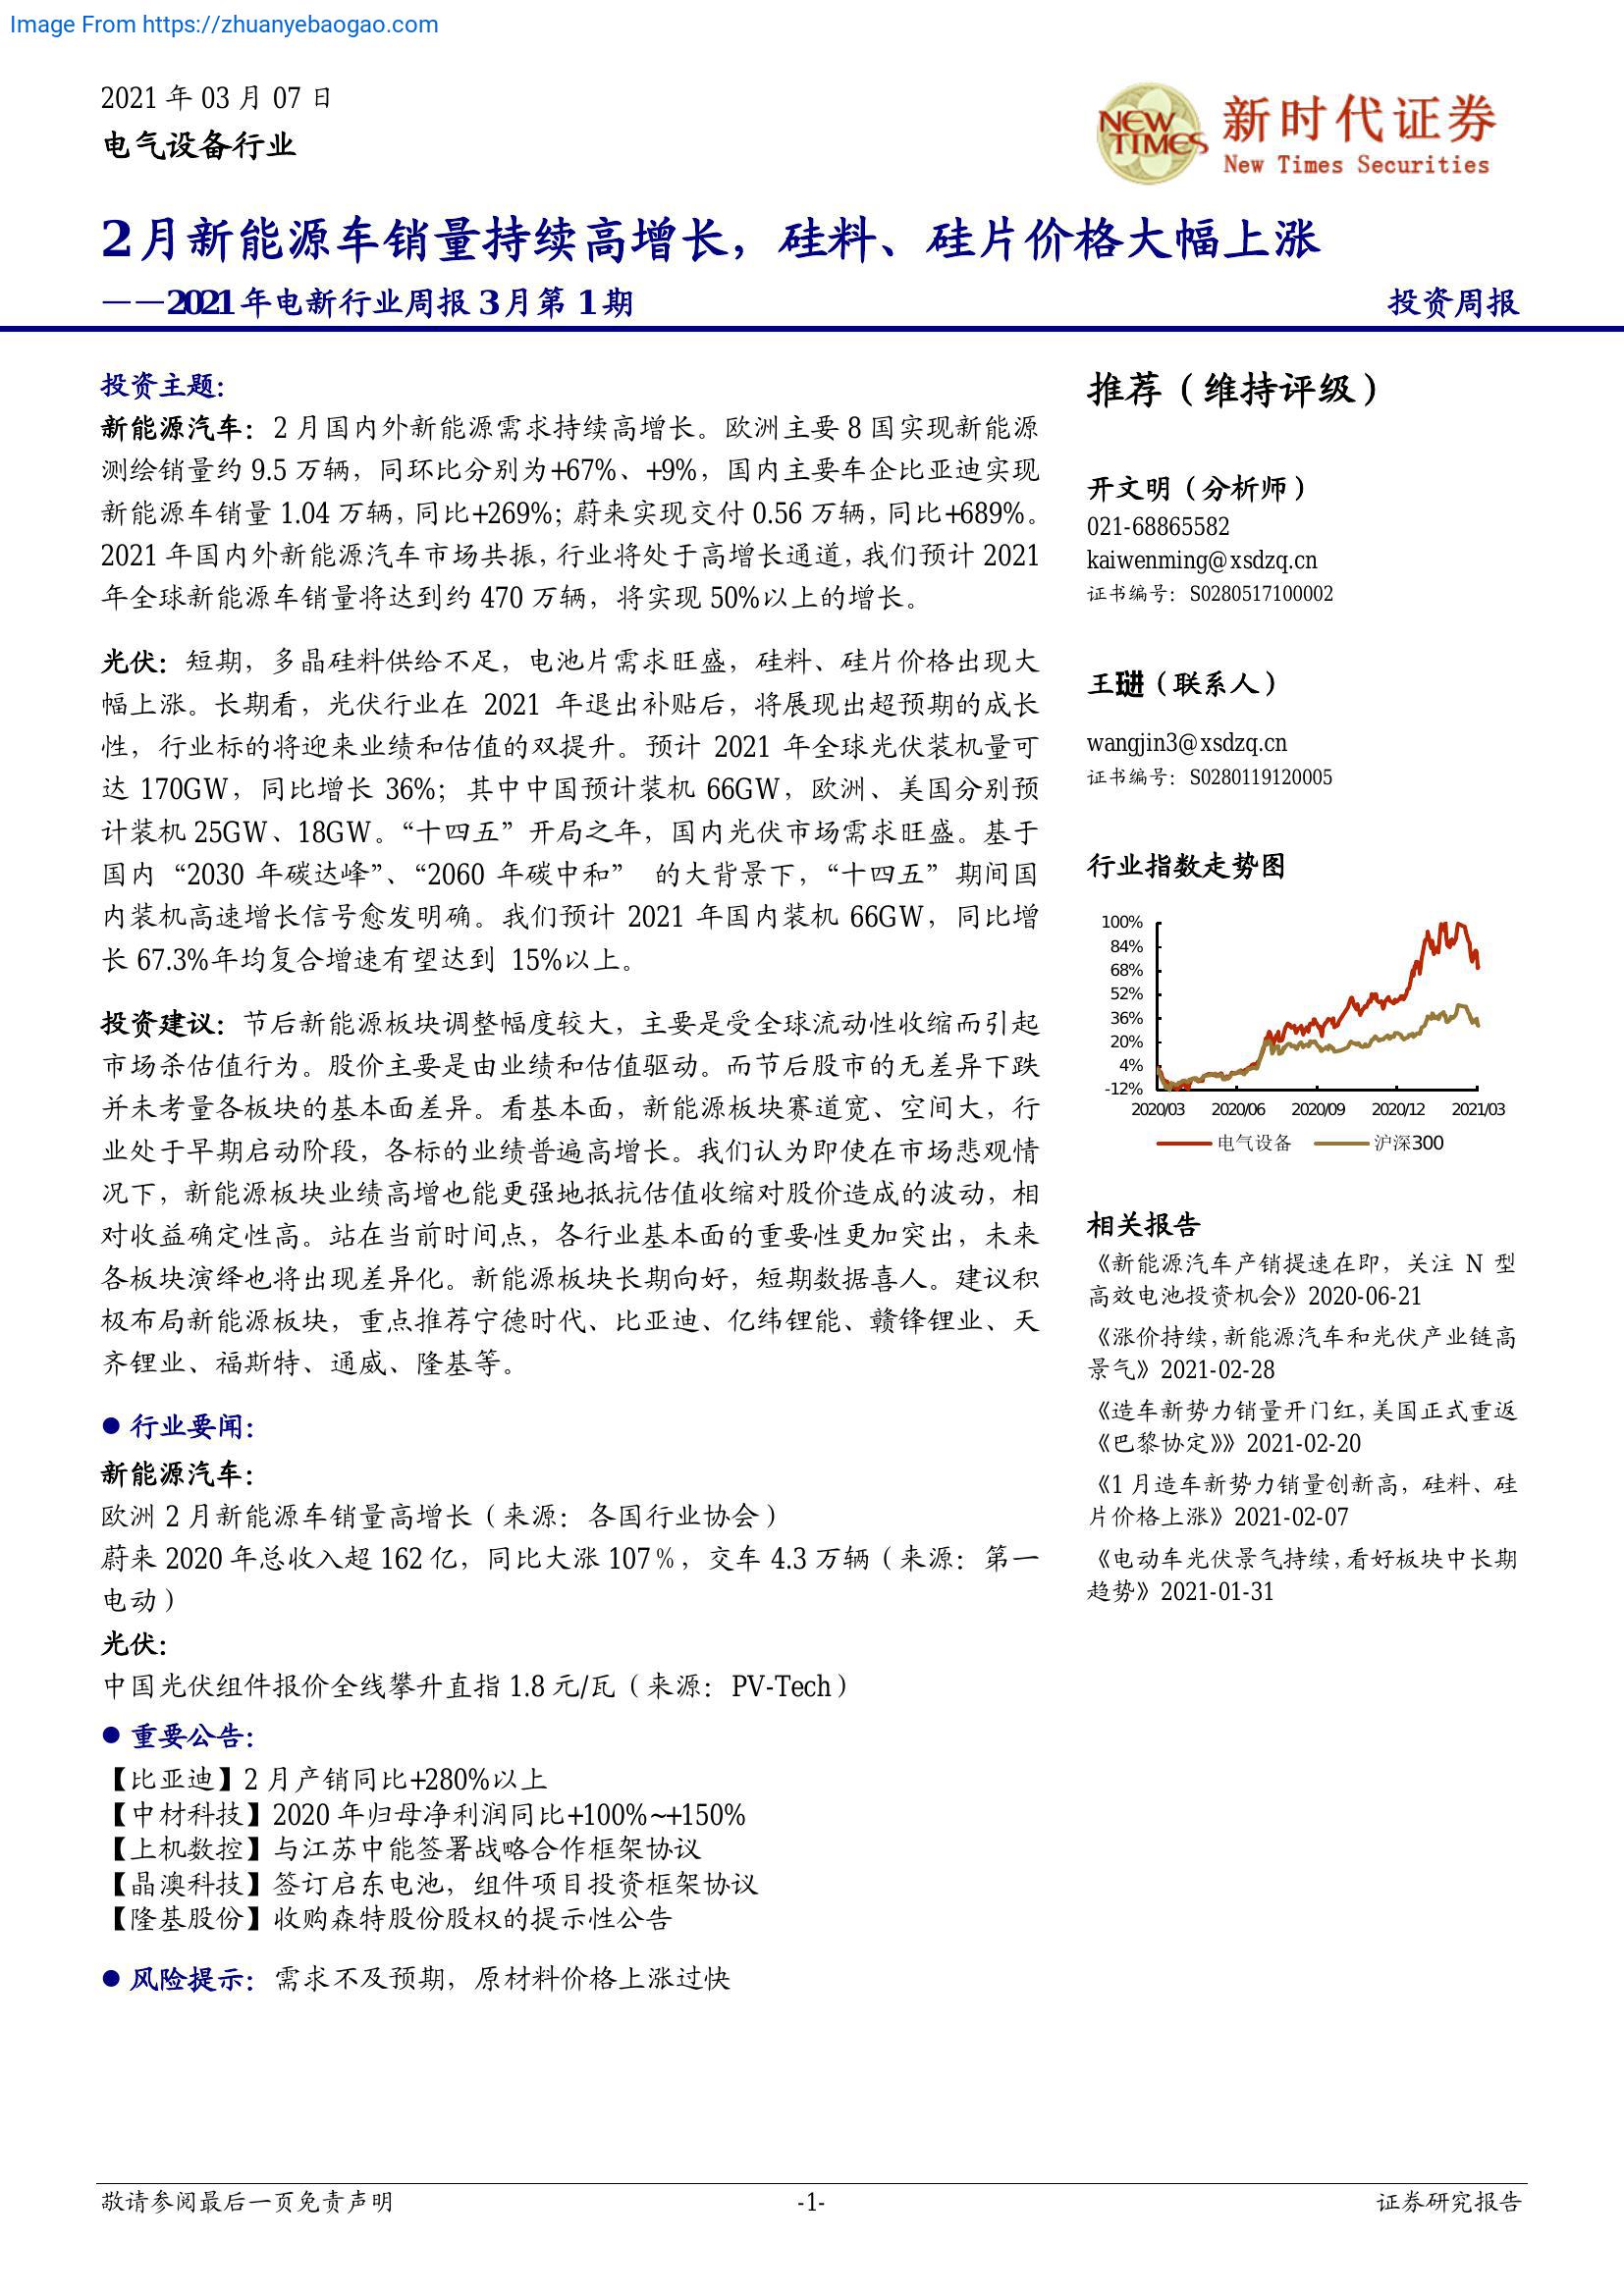 Image From https://zhuanyebaogao.com
2021 年 03 月 07 日
电气设备行业
NEW TIMES
新时代证券
New Times Securities
2月新能源车销量持续高增长，硅料、硅片价格大幅上涨
——2021年电新行业周报 3月第 1期
投资周报
投资主题：
新能源汽车：2 月国内外新能源需求持续高增长。欧洲主要 8 国实现新能源
测绘销量约 9.5 万辆，同环比分别为+67%、+9%，国内主要车企比亚迪实现
新能源车销量 1.04 万辆，同比+269%；蔚来实现交付 0.56 万辆，同比+689%。
2021 年国内外新能源汽车市场共振，行业将处于高增长通道，我们预计 2021
年全球新能源车销量将达到约 470 万辆，将实现 50%以上的增长。
光伏：短期，多晶硅料供给不足，电池片需求旺盛，硅料、硅片价格出现大
幅上涨。长期看，光伏行业在 2021 年退出补贴后，将展现出超预期的成长
性，行业标的将迎来业绩和估值的双提升。预计 2021 年全球光伏装机量可
达 170GW，同比增长 36%；其中中国预计装机 66GW，欧洲、美国分别预
计装机 25GW、18GW。“十四五”开局之年，国内光伏市场需求旺盛。基于
国内“2030 年碳达峰”、“2060 年碳中和” 的大背景下，“十四五”期间国
内装机高速增长信号愈发明确。我们预计 2021 年国内装机 66GW，同比增
长 67.3%年均复合增速有望达到 15%以上。
投资建议：节后新能源板块调整幅度较大，主要是受全球流动性收缩而引起
市场杀估值行为。股价主要是由业绩和估值驱动。而节后股市的无差异下跌
并未考量各板块的基本面差异。看基本面，新能源板块赛道宽、空间大，行
业处于早期启动阶段，各标的业绩普遍高增长。我们认为即使在市场悲观情
况下，新能源板块业绩高增也能更强地抵抗估值收缩对股价造成的波动，相
对收益确定性高。站在当前时间点，各行业基本面的重要性更加突出，未来
各板块演绎也将出现差异化。新能源板块长期向好，短期数据喜人。建议积
极布局新能源板块，重点推荐宁德时代、比亚迪、亿纬锂能、赣锋锂业、天
齐锂业、福斯特、通威、隆基等。
● 行业要闻：
新能源汽车：
欧洲 2 月新能源车销量高增长（来源：各国行业协会）
蔚来 2020 年总收入超 162 亿，同比大涨 107％，交车 4.3 万辆（来源：第一
电动）
光伏：
中国光伏组件报价全线攀升直指 1.8 元/瓦（来源：PV-Tech）
● 重要公告：
【比亚迪】2 月产销同比+280%以上
【中材科技】2020 年归母净利润同比+100%~+150%
【上机数控】与江苏中能签署战略合作框架协议
【晶澳科技】签订启东电池，组件项目投资框架协议
【隆基股份】收购森特股份股权的提示性公告
● 风险提示：需求不及预期，原材料价格上涨过快
推荐（维持评级）
开文明（分析师）
021-68865582
kaiwenming@xsdzq.cn
证书编号：S0280517100002
王琎（联系人）
wangjin3@xsdzq.cn
证书编号：S0280119120005
行业指数走势图
100%
84%
68%
52%
36%
20%
4%
-12%
2020/03 2020/06 2020/09 2020/12 2021/03
电气设备 沪深300
相关报告
《新能源汽车产销提速在即，关注 N 型
高效电池投资机会》2020-06-21
《涨价持续，新能源汽车和光伏产业链高
景气》2021-02-28
《造车新势力销量开门红，美国正式重返
《巴黎协定》》2021-02-20
《1 月造车新势力销量创新高，硅料、硅
片价格上涨》2021-02-07
《电动车光伏景气持续，看好板块中长期
趋势》2021-01-31
敬请参阅最后一页免责声明
-1-
证券研究报告